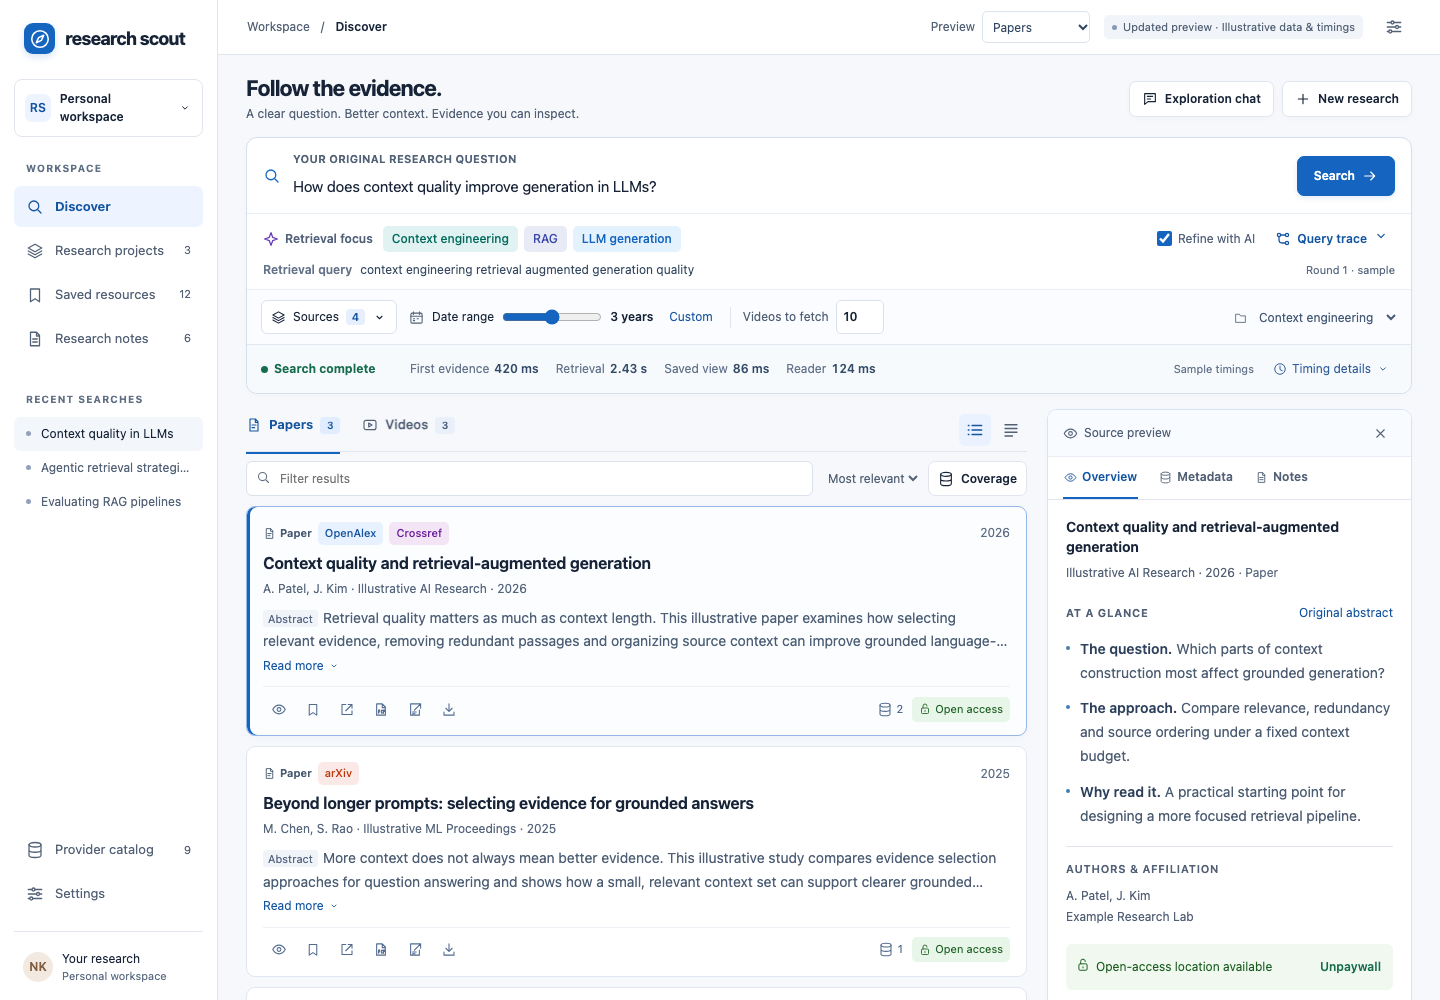 research scout
RS Personal workspace
WORKSPACE
Discover
Research projects 3
Saved resources 12
Research notes 6
RECENT SEARCHES
Context quality in LLMs
Agentic retrieval strategi...
Evaluating RAG pipelines
Provider catalog 9
Settings
NK Your research
Personal workspace
Workspace / Discover
Preview Papers
Updated preview · Illustrative data & timings
Follow the evidence.
A clear question. Better context. Evidence you can inspect.
Exploration chat
New research
YOUR ORIGINAL RESEARCH QUESTION
How does context quality improve generation in LLMs?
Search
Retrieval focus Context engineering RAG LLM generation
Refine with AI Query trace
Retrieval query context engineering retrieval augmented generation quality
Round 1 · sample
Sources 4 Date range 3 years Custom Videos to fetch 10
Context engineering
Search complete First evidence 420 ms Retrieval 2.43 s Saved view 86 ms Reader 124 ms
Sample timings Timing details
Papers 3 Videos 3
Filter results
Most relevant Coverage
Paper OpenAlex Crossref 2026
Context quality and retrieval-augmented generation
A. Patel, J. Kim · Illustrative AI Research · 2026
Abstract Retrieval quality matters as much as context length. This illustrative paper examines how selecting
relevant evidence, removing redundant passages and organizing source context can improve grounded language-...
Read more
2 Open access
Paper arXiv 2025
Beyond longer prompts: selecting evidence for grounded answers
M. Chen, S. Rao · Illustrative ML Proceedings · 2025
Abstract More context does not always mean better evidence. This illustrative study compares evidence selection
approaches for question answering and shows how a small, relevant context set can support clearer grounded...
Read more
1 Open access
Source preview
Overview Metadata Notes
Context quality and retrieval-augmented
generation
Illustrative AI Research · 2026 · Paper
AT A GLANCE Original abstract
The question. Which parts of context
construction most affect grounded generation?
The approach. Compare relevance, redundancy
and source ordering under a fixed context
budget.
Why read it. A practical starting point for
designing a more focused retrieval pipeline.
AUTHORS & AFFILIATION
A. Patel, J. Kim
Example Research Lab
Open-access location available Unpaywall